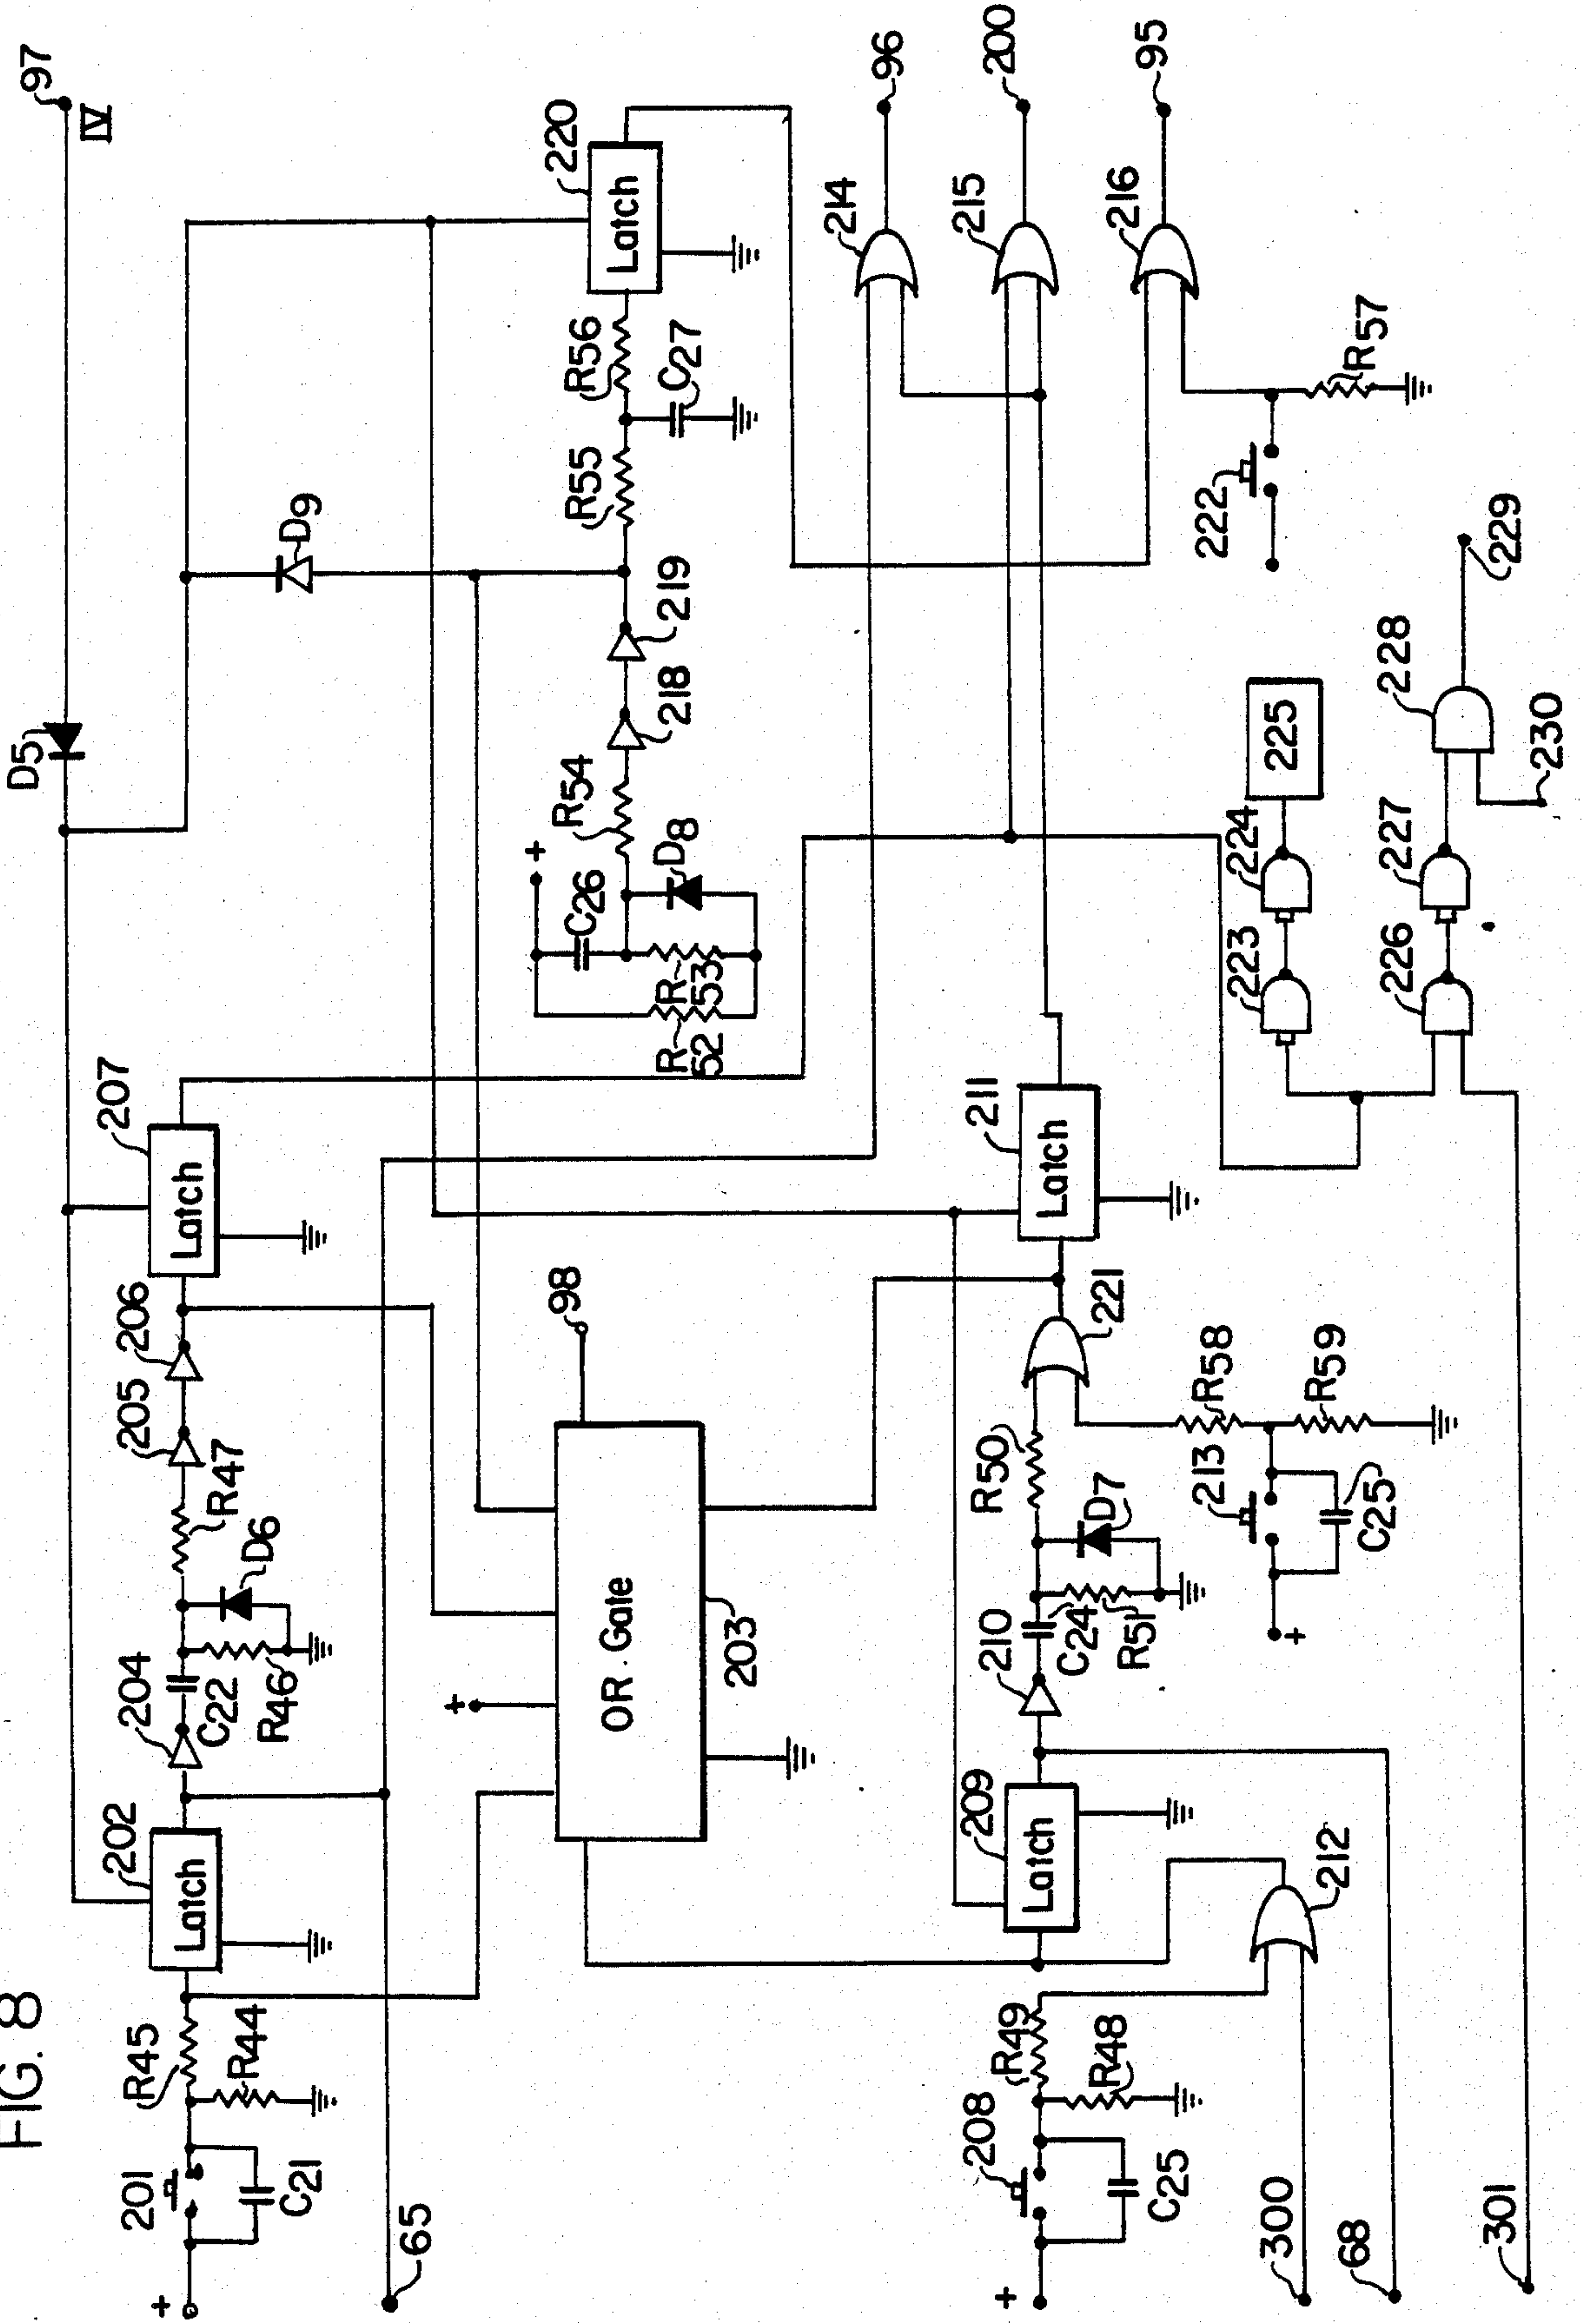 FIG. 8
97
IV
D5
207
Latch
206
205
R47
D6
204
C22
R46
202
Latch
R45
R44
201
C21
+
65
D9
220
Latch
R56
C27
R55
219
218
R54
D8
+
C26
R
53
R
52
98
OR Gate
203
+
96
214
200
215
95
216
R57
222
211
Latch
221
R50
R58
R59
213
C25
+
D7
210
C24
R51
209
Latch
212
R49
R48
208
C25
+
300
68
301
225
224
223
229
228
230
227
226